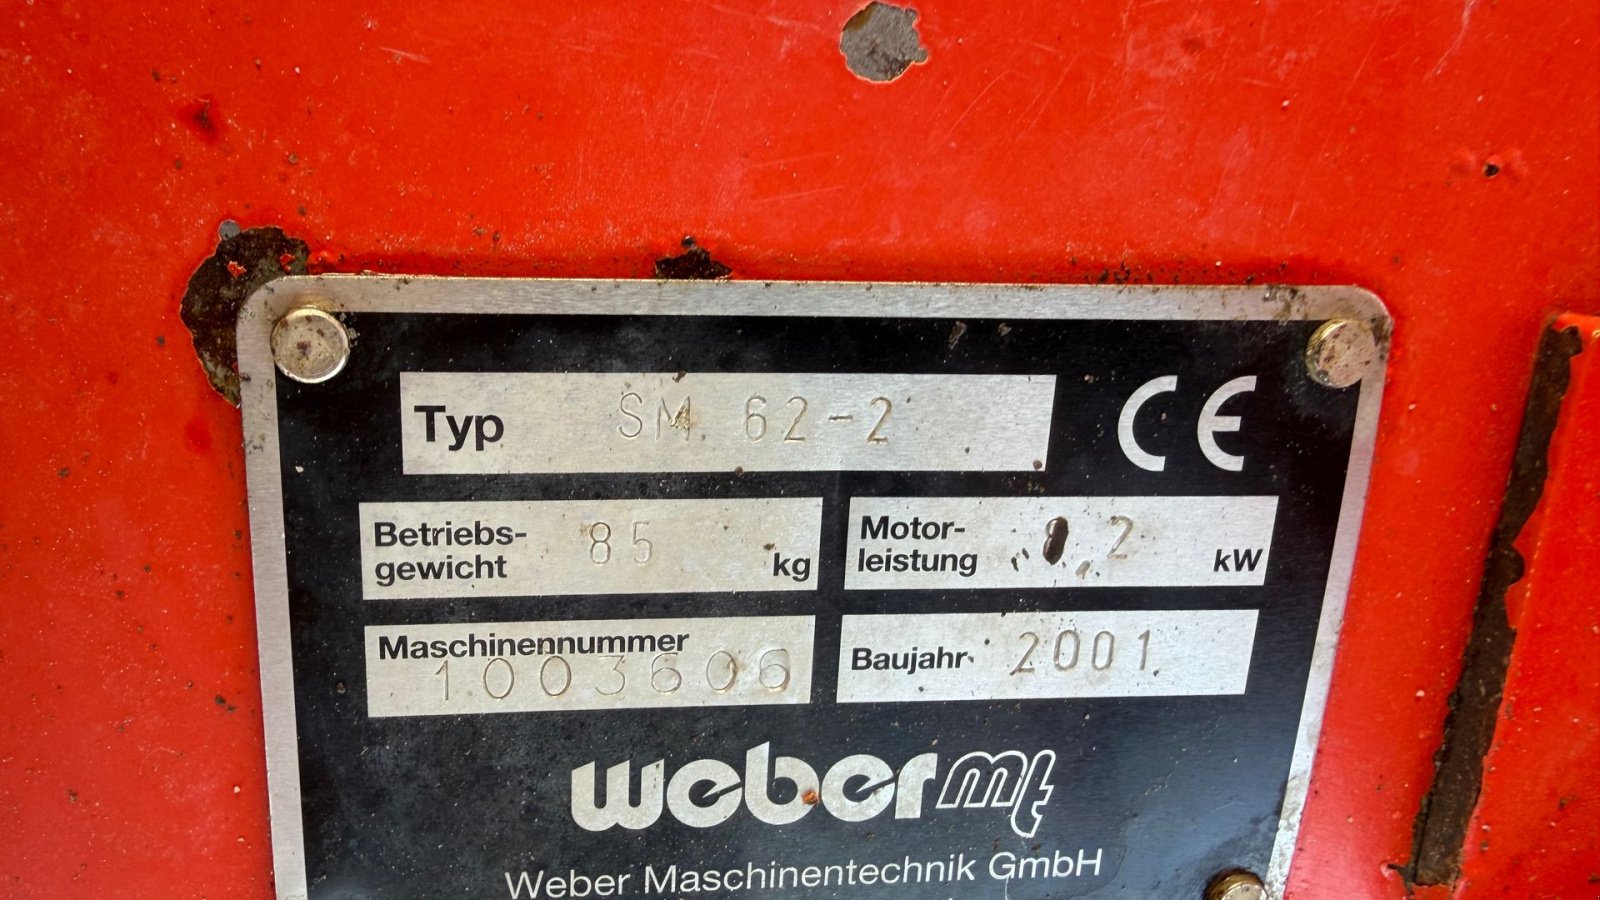 Typ SM 62-2 CE
Betriebs-
gewicht 85 kg
Motor-
leistung 2 kW
Maschinennummer
1003606
Baujahr 2001
weber mt
Weber Maschinentechnik GmbH